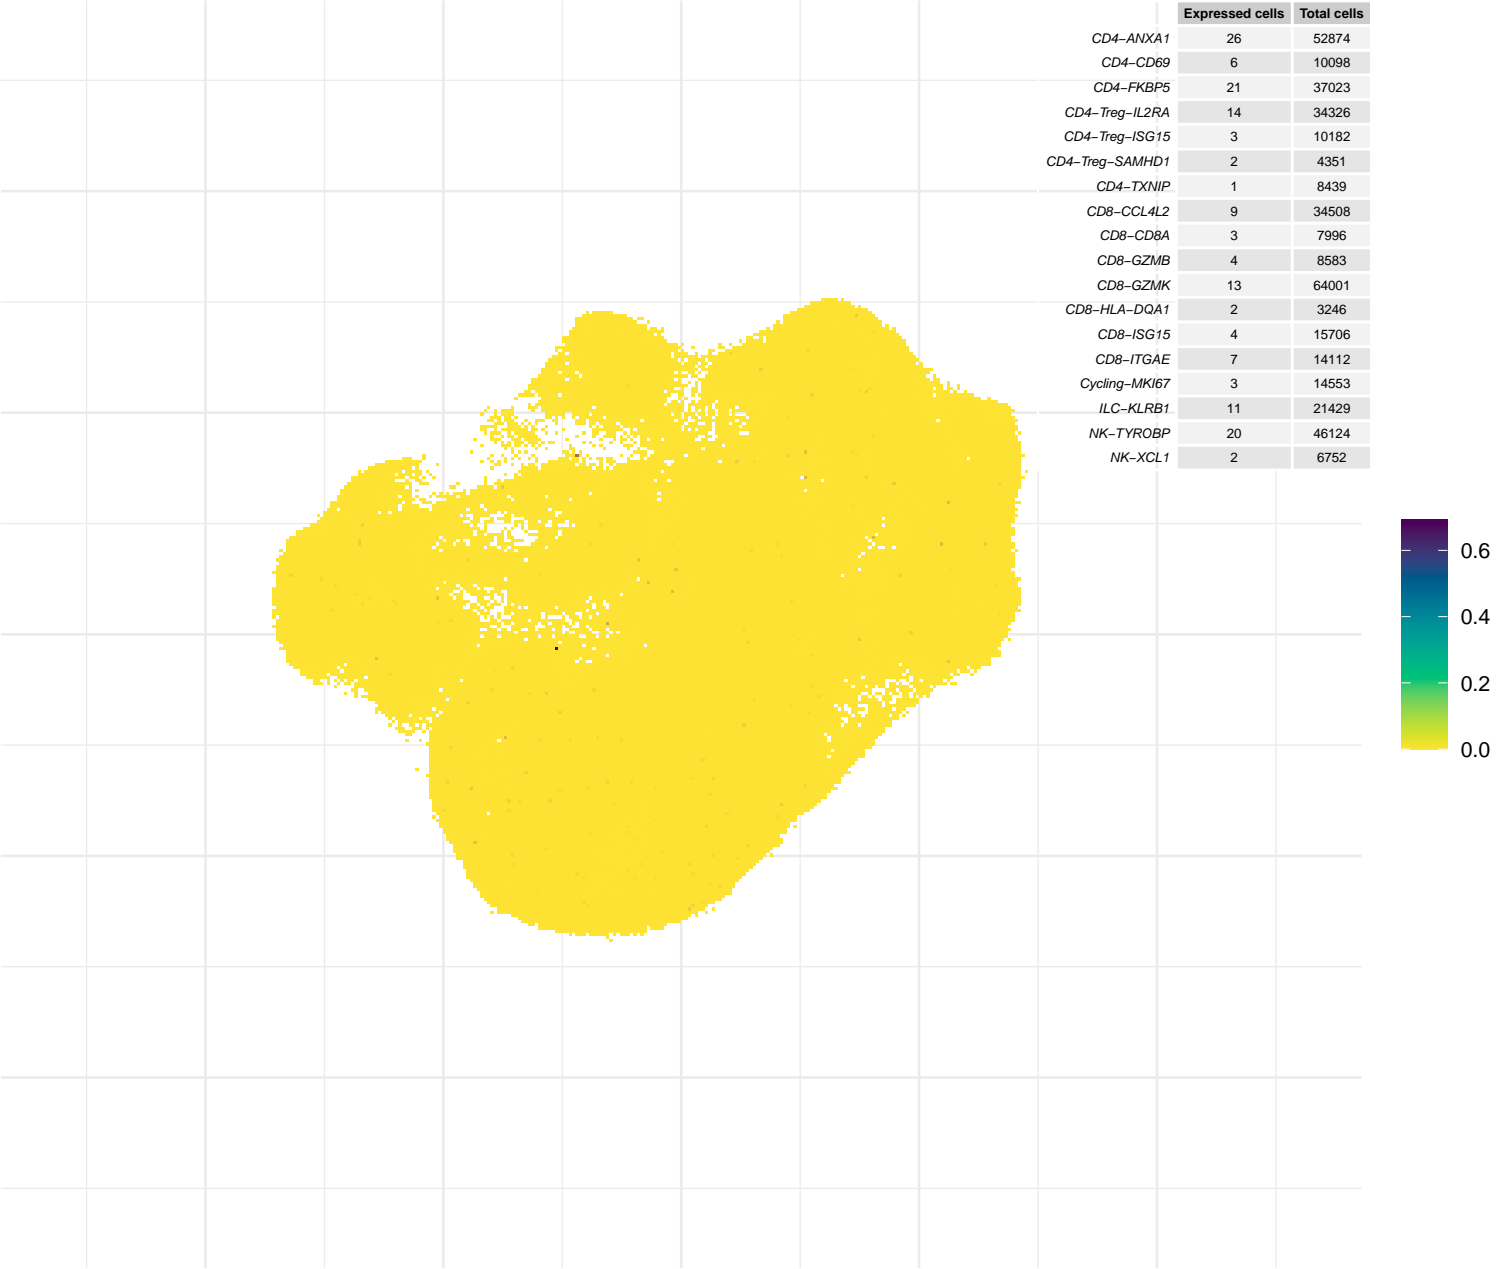 Expressed cells Total cells
CD4−ANXA1 26 52874
CD4−CD69 6 10098
CD4−FKBP5 21 37023
CD4−Treg−IL2RA 14 34326
CD4−Treg−ISG15 3 10182
CD4−Treg−SAMHD1 2 4351
CD4−TXNIP 1 8439
CD8−CCL4L2 9 34508
CD8−CD8A 3 7996
CD8−GZMB 4 8583
CD8−GZMK 13 64001
CD8−HLA−DQA1 2 3246
CD8−ISG15 4 15706
CD8−ITGAE 7 14112
Cycling−MKI67 3 14553
ILC−KLRB1 11 21429
NK−TYROBP 20 46124
NK−XCL1 2 6752
0.6
0.4
0.2
0.0